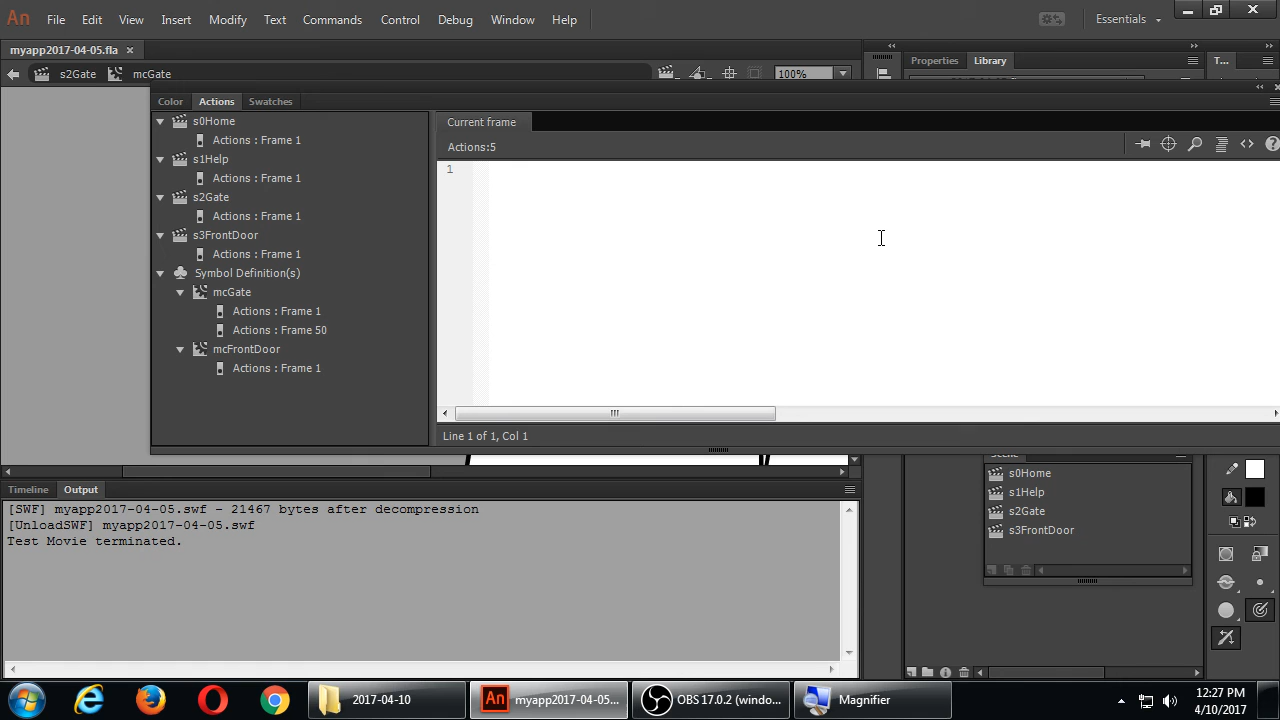 An File Edit View Insert Modify Text Commands Control Debug Window Help Essentials
myapp2017-04-05.fla
s2Gate mcGate 100% Properties Library T...
Color Actions Swatches
s0Home
Actions : Frame 1
s1Help
Actions : Frame 1
s2Gate
Actions : Frame 1
s3FrontDoor
Actions : Frame 1
Symbol Definition(s)
mcGate
Actions : Frame 1
Actions : Frame 50
mcFrontDoor
Actions : Frame 1
Current frame
Actions:5
1
Line 1 of 1, Col 1
Timeline Output
[SWF] myapp2017-04-05.swf - 21467 bytes after decompression
[UnloadSWF] myapp2017-04-05.swf
Test Movie terminated.
Scene
s0Home
s1Help
s2Gate
s3FrontDoor
2017-04-10
An myapp2017-04-05...
OBS 17.0.2 (windo...
Magnifier
12:27 PM
4/10/2017